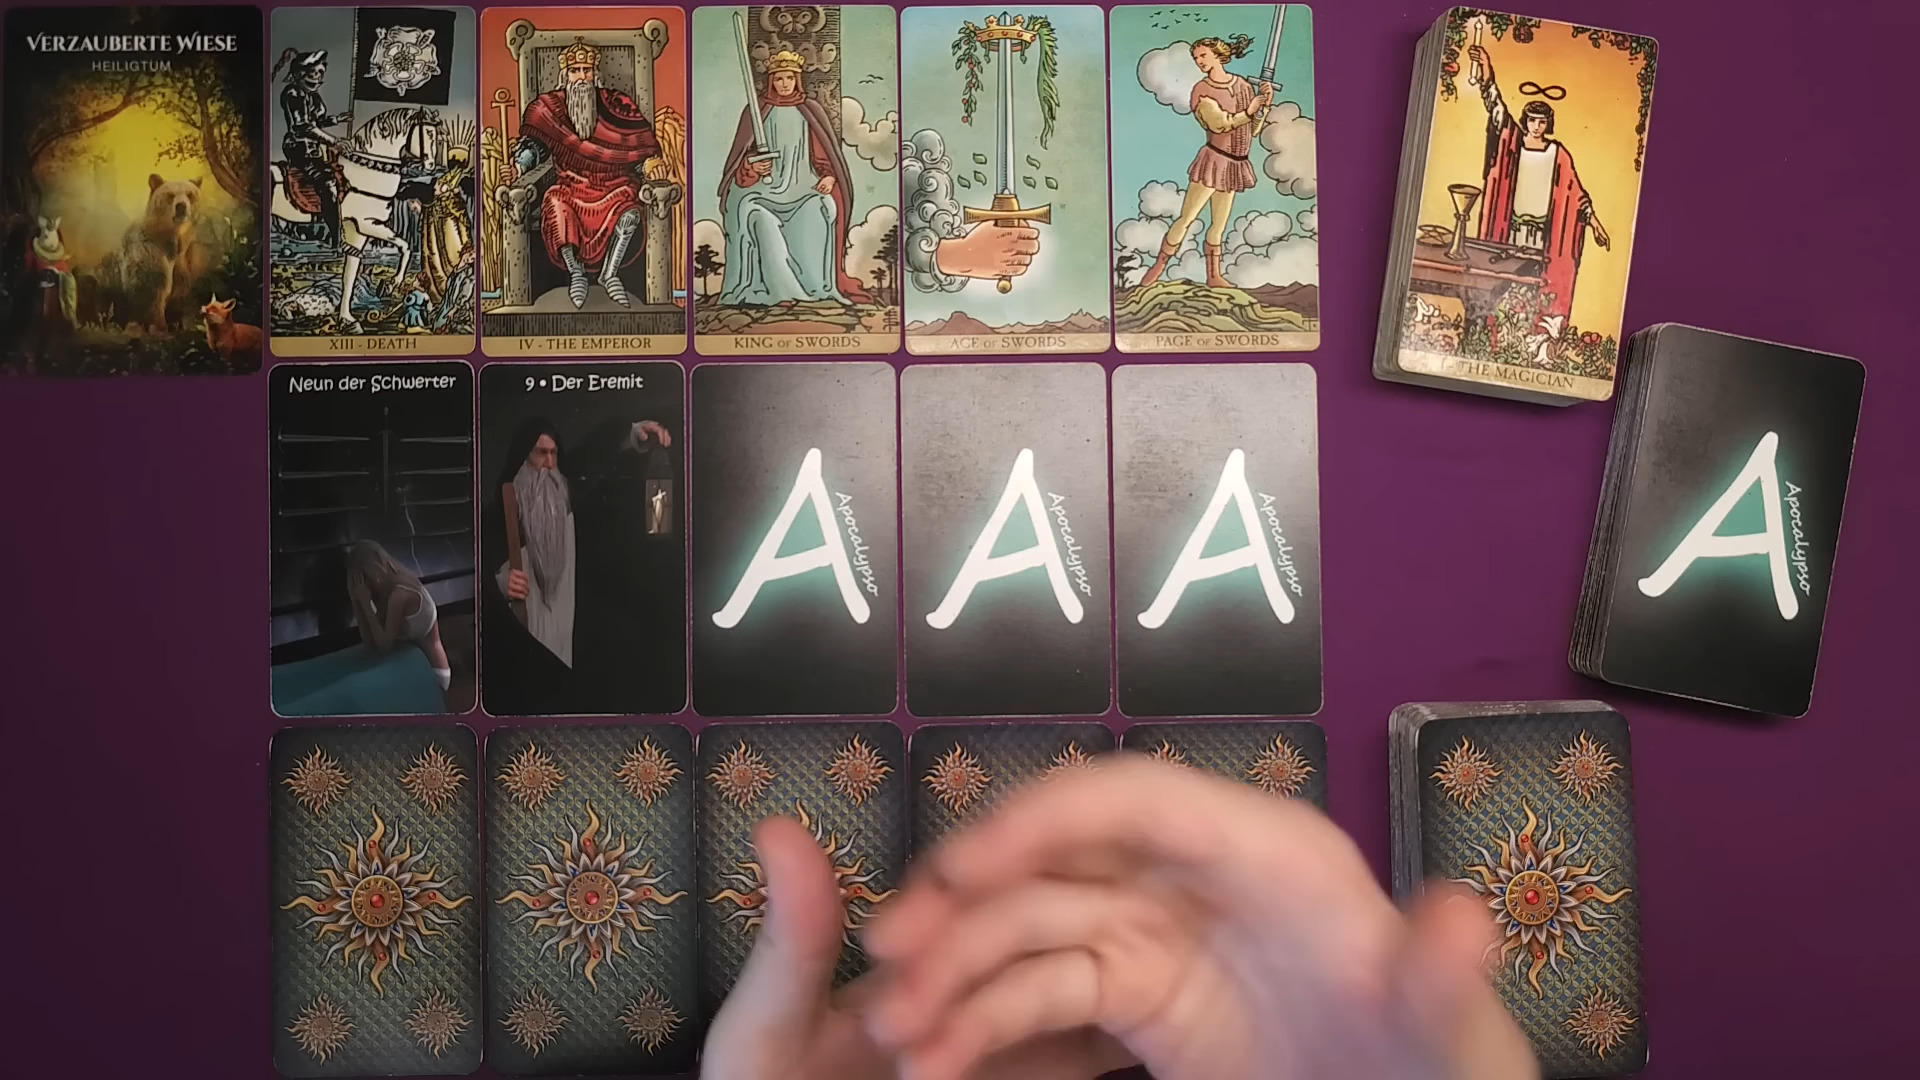 VERZAUBERTE WIESE
HEILIGTUM
XIII - DEATH
IV - THE EMPEROR
KING OF SWORDS
ACE OF SWORDS
PAGE OF SWORDS
I - THE MAGICIAN
Neun der Schwerter
9 • Der Eremit
A Apocalypso
A Apocalypso
A Apocalypso
A Apocalypso